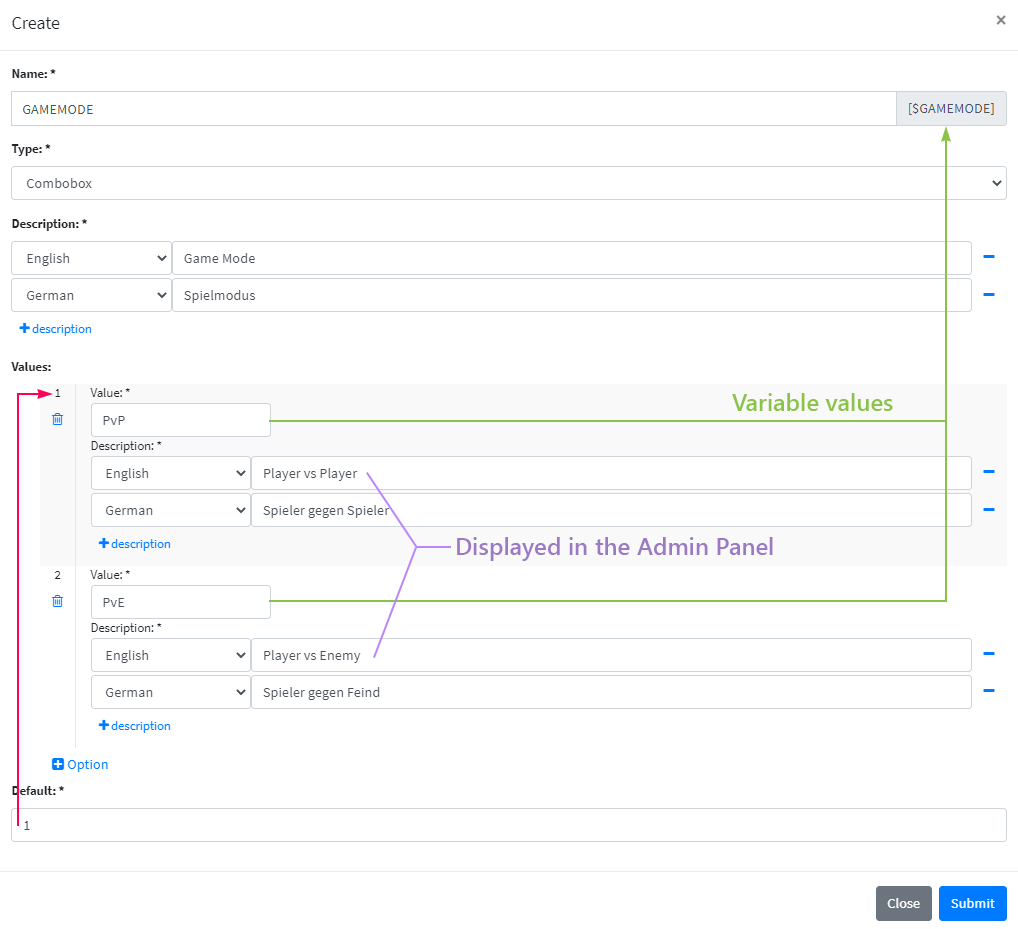 Create ×
Name: *
GAMEMODE [$GAMEMODE]
Type: *
Combobox
Description: *
English Game Mode
German Spielmodus
+ description
Values:
1 Value: *
Variable values
PvP
Description: *
English Player vs Player
German Spieler gegen Spieler
+ description
Displayed in the Admin Panel
2 Value: *
PvE
Description: *
English Player vs Enemy
German Spieler gegen Feind
+ description
+ Option
Default: *
1
Close Submit